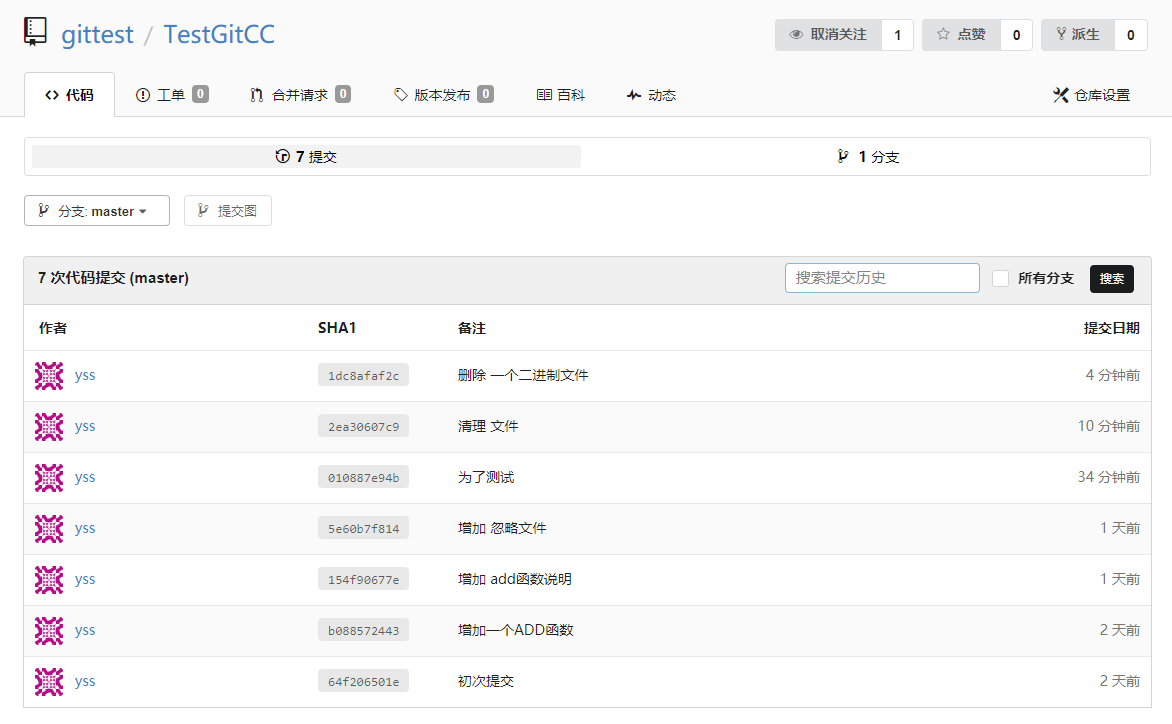 gittest / TestGitCC
取消关注 1 点赞 0 派生 0
代码 工单 0 合并请求 0 版本发布 0 百科 动态 仓库设置
7 提交 1 分支
分支: master 提交图
7 次代码提交 (master) 搜索提交历史 所有分支 搜索
作者 SHA1 备注 提交日期
yss 1dc8afaf2c 删除 一个二进制文件 4 分钟前
yss 2ea30607c9 清理 文件 10 分钟前
yss 010887e94b 为了测试 34 分钟前
yss 5e60b7f814 增加 忽略文件 1 天前
yss 154f90677e 增加 add函数说明 1 天前
yss b088572443 增加一个ADD函数 2 天前
yss 64f206501e 初次提交 2 天前